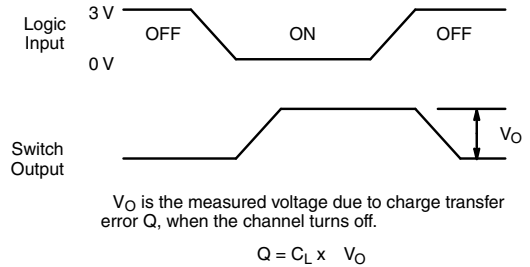 3 V
Logic
Input
OFF
ON
OFF
0 V
Switch
Output
VO
VO is the measured voltage due to charge transfer
error Q, when the channel turns off.
Q = CL x VO